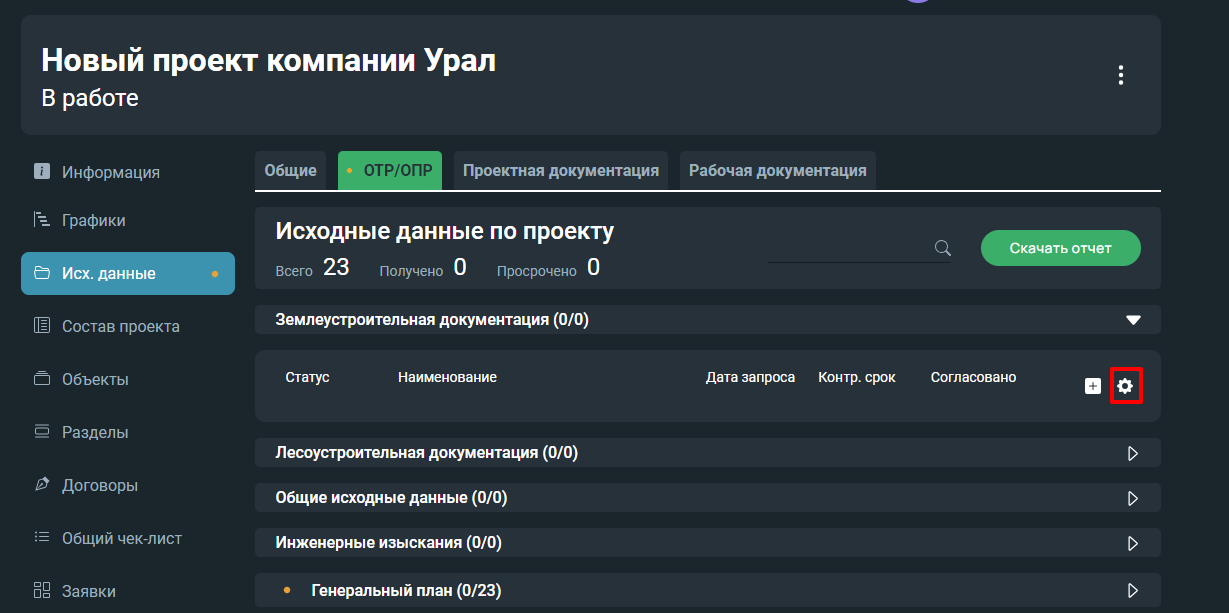 Новый проект компании Урал
В работе
Информация
Графики
Исх. данные
Состав проекта
Объекты
Разделы
Договоры
Общий чек-лист
Заявки
Общие ОТР/ОПР Проектная документация Рабочая документация
Исходные данные по проекту
Всего 23 Получено 0 Просрочено 0
Скачать отчет
Землеустроительная документация (0/0)
Статус Наименование Дата запроса Контр. срок Согласовано
Лесоустроительная документация (0/0)
Общие исходные данные (0/0)
Инженерные изыскания (0/0)
Генеральный план (0/23)